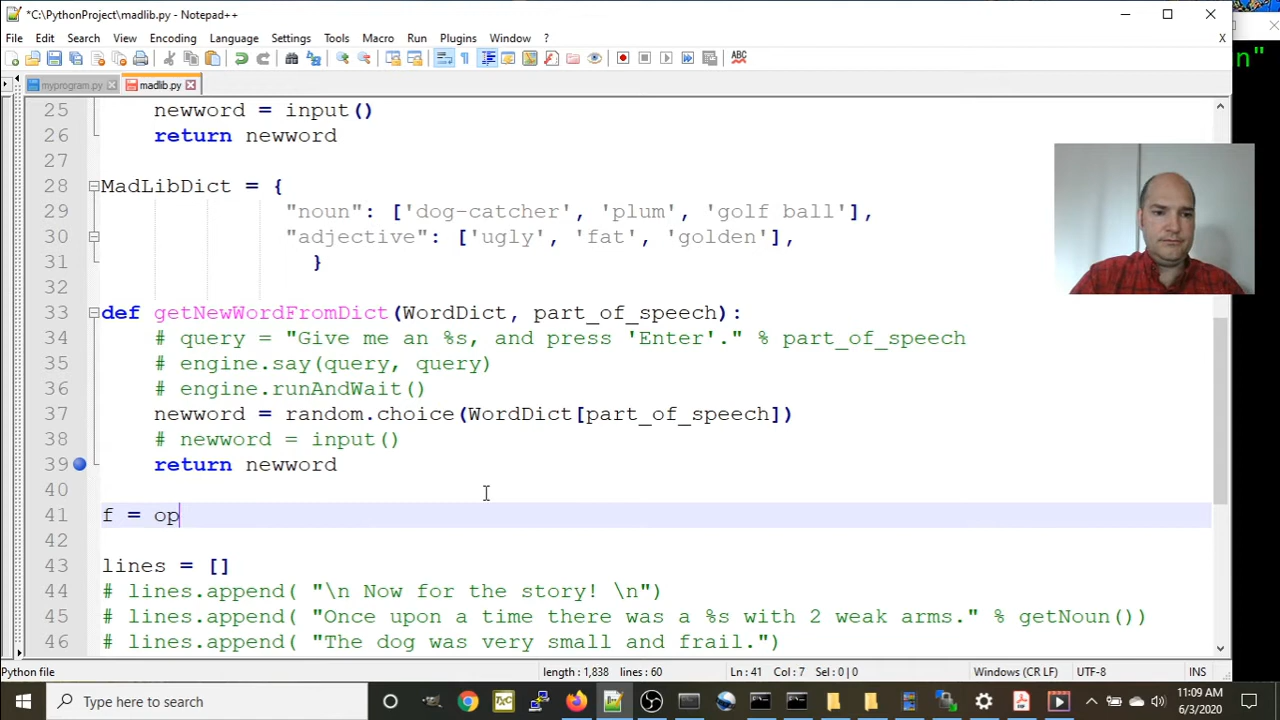 *C:\PythonProject\madlib.py - Notepad++
File Edit Search View Encoding Language Settings Tools Macro Run Plugins Window ? X
myprogram.py madlib.py
n"
25 newword = input()
26 return newword
27
28 MadLibDict = {
29 "noun": ['dog-catcher', 'plum', 'golf ball'],
30 "adjective": ['ugly', 'fat', 'golden'],
31 }
32
33 def getNewWordFromDict(WordDict, part_of_speech):
34 # query = "Give me an %s, and press 'Enter'." % part_of_speech
35 # engine.say(query, query)
36 # engine.runAndWait()
37 newword = random.choice(WordDict[part_of_speech])
38 # newword = input()
39 return newword
40
41 f = op
42
43 lines = []
44 # lines.append( "\n Now for the story! \n")
45 # lines.append( "Once upon a time there was a %s with 2 weak arms." % getNoun())
46 # lines.append( "The dog was very small and frail.")
Python file length : 1,838 lines : 60 Ln : 41 Col : 7 Sel : 0 | 0 Windows (CR LF) UTF-8 INS
Type here to search
11:09 AM
6/3/2020